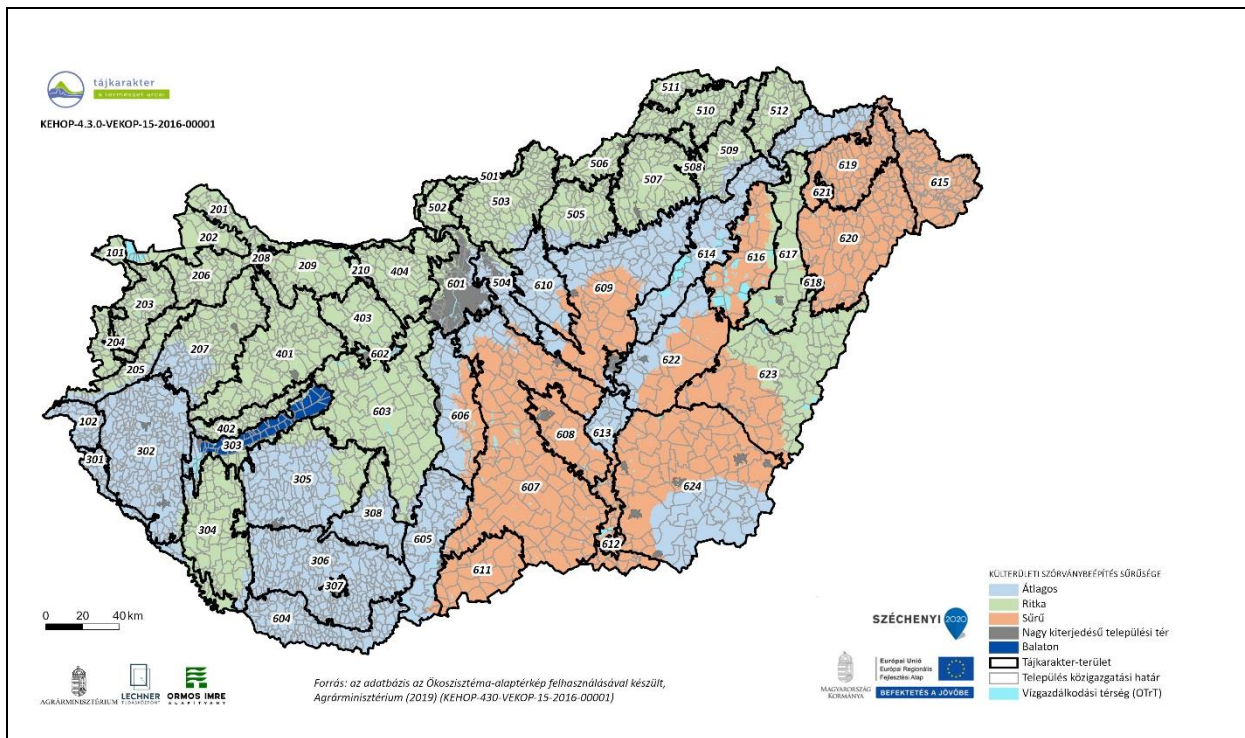 tájkarakter
a természet arcai
KEHOP-4.3.0-VEKOP-15-2016-00001
511
510
512
501
506
508
509
502
503
507
505
619
621
615
620
201
202
101
208
209
210
404
206
601
504
610
609
614
616
617
618
203
204
403
207
401
602
205
622
623
402
303
603
606
102
302
301
608
613
305
607
624
304
308
605
306
612
611
307
604
0 20 40 km
AGRÁRMINISZTÉRIUM
LECHNER
TUDÁSKÖZPONT
ORMOS IMRE
ALAPÍTVÁNY
Forrás: az adatbázis az Ökoszisztéma-alaptérkép felhasználásával készült,
Agrárminisztérium (2019) (KEHOP-430-VEKOP-15-2016-00001)
SZÉCHENYI 2020
MAGYARORSZÁG
KORMÁNYA
Európai Unió
Európai Regionális
Fejlesztési Alap
BEFEKTETÉS A JÖVŐBE
KÜLTERÜLETI SZÓRVÁNYBEÉPÍTÉS SŰRŰSÉGE
Átlagos
Ritka
Sűrű
Nagy kiterjedésű települési tér
Balaton
Tájkarakter-terület
Település közigazgatási határ
Vízgazdálkodási térség (OTrT)